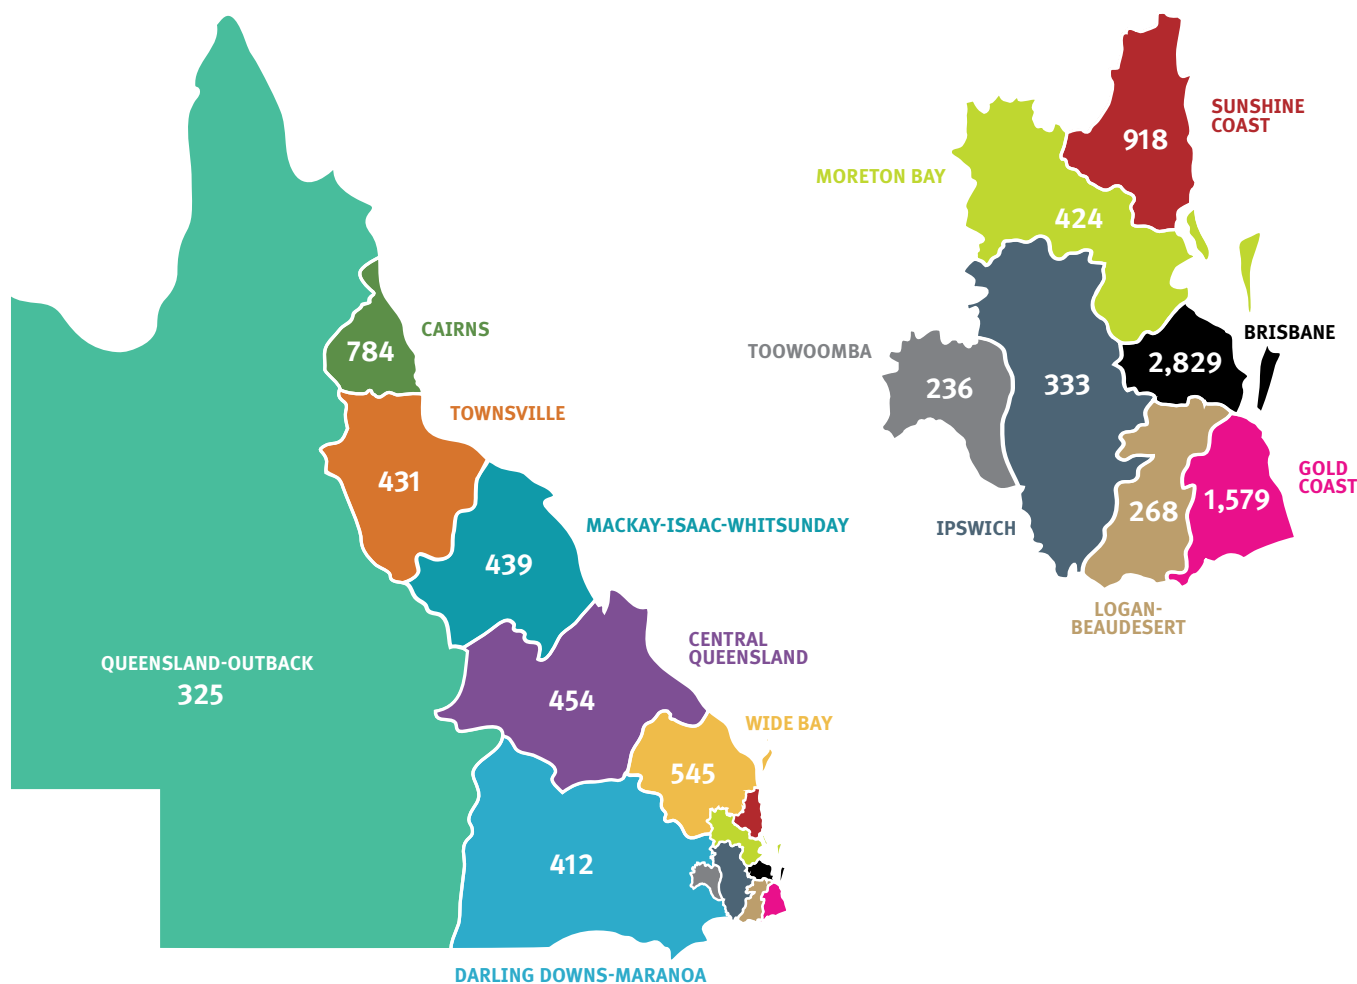 SUNSHINE
COAST
918
MORETON BAY
424
CAIRNS
784
BRISBANE
2,829
TOOWOOMBA
236
333
TOWNSVILLE
431
GOLD
COAST
1,579
268
IPSWICH
MACKAY-ISAAC-WHITSUNDAY
439
LOGAN-
BEAUDESERT
CENTRAL
QUEENSLAND
454
QUEENSLAND-OUTBACK
325
WIDE BAY
545
412
DARLING DOWNS-MARANOA